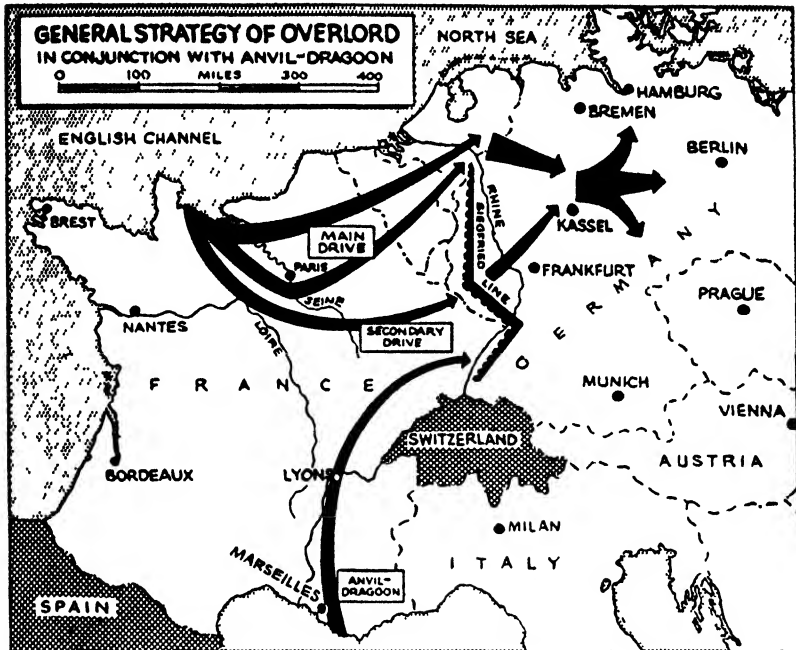 GENERAL STRATEGY OF OVERLORD
IN CONJUNCTION WITH ANVIL-DRAGOON
0 100 MILES 300 400
NORTH SEA
HAMBURG
BREMEN
ENGLISH CHANNEL
BERLIN
BREST
RHINE
SIEGFRIED
LINE
KASSEL
MAIN
DRIVE
PARIS
SEINE
FRANKFURT
GERMANY
PRAGUE
NANTES
LOIRE
SECONDARY
DRIVE
FRANCE
MUNICH
VIENNA
SWITZERLAND
AUSTRIA
BORDEAUX
LYONS
MILAN
ITALY
MARSEILLES
ANVIL-
DRAGOON
SPAIN